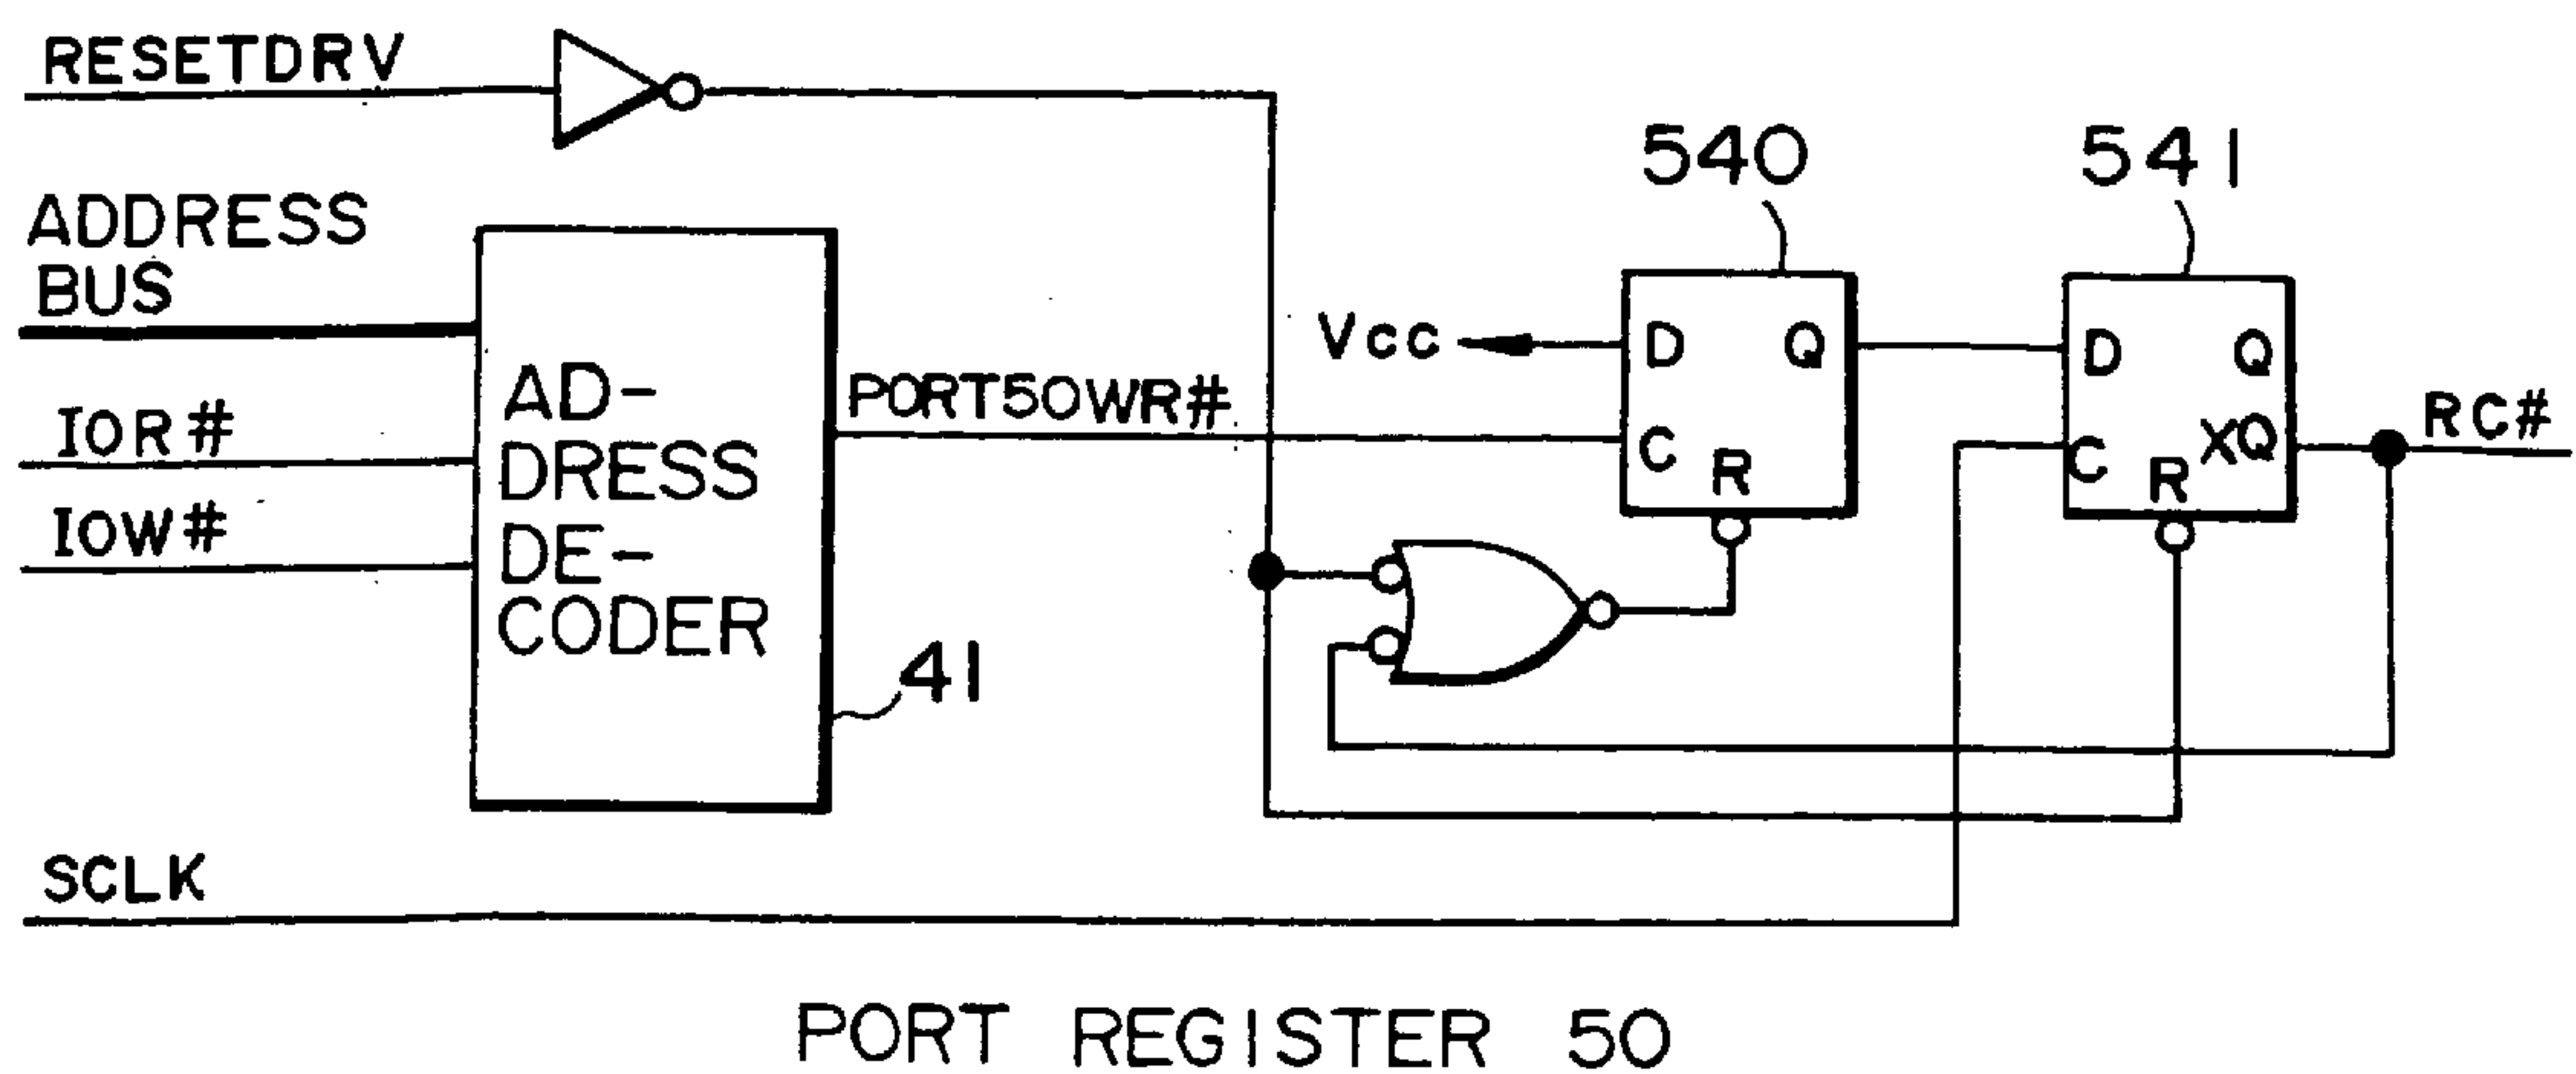 RESETDRV
ADDRESS
BUS
IOR#
IOW#
AD-
DRESS
DE-
CODER
41
PORT50WR#
Vcc
540
D Q
C R
541
D Q
C R XQ
RC#
SCLK
PORT REGISTER 50